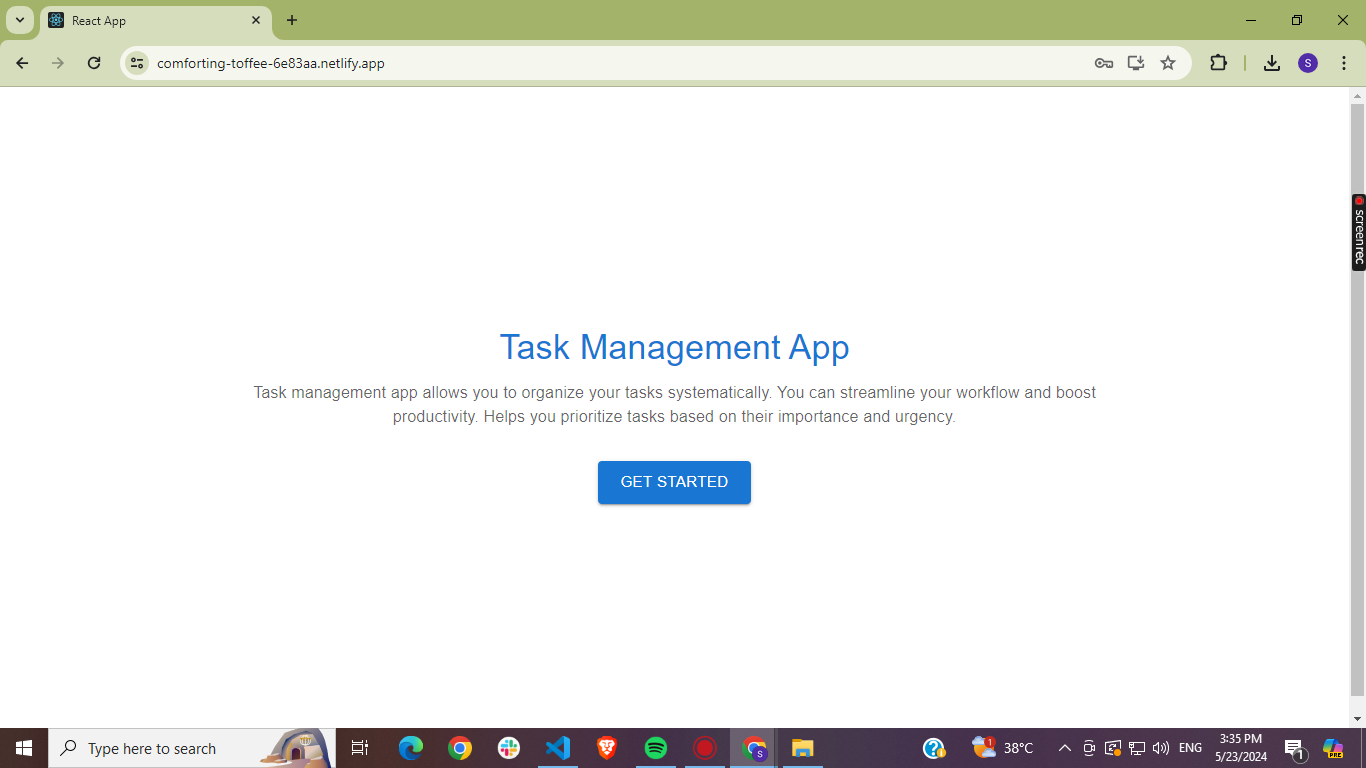 React App
comforting-toffee-6e83aa.netlify.app
S
screenrec
Task Management App
Task management app allows you to organize your tasks systematically. You can streamline your workflow and boost
productivity. Helps you prioritize tasks based on their importance and urgency.
GET STARTED
Type here to search
S
1
38°C
ENG
3:35 PM
5/23/2024
1
PRE